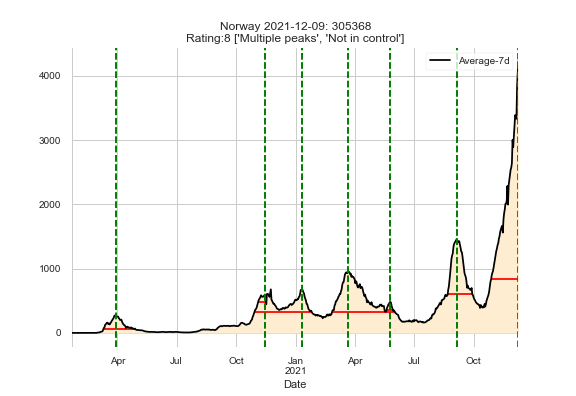 Norway 2021-12-09: 305368
Rating:8 ['Multiple peaks', 'Not in control']
Average-7d
4000
3000
2000
1000
0
Apr
Jul
Oct
Jan
2021
Apr
Jul
Oct
Date